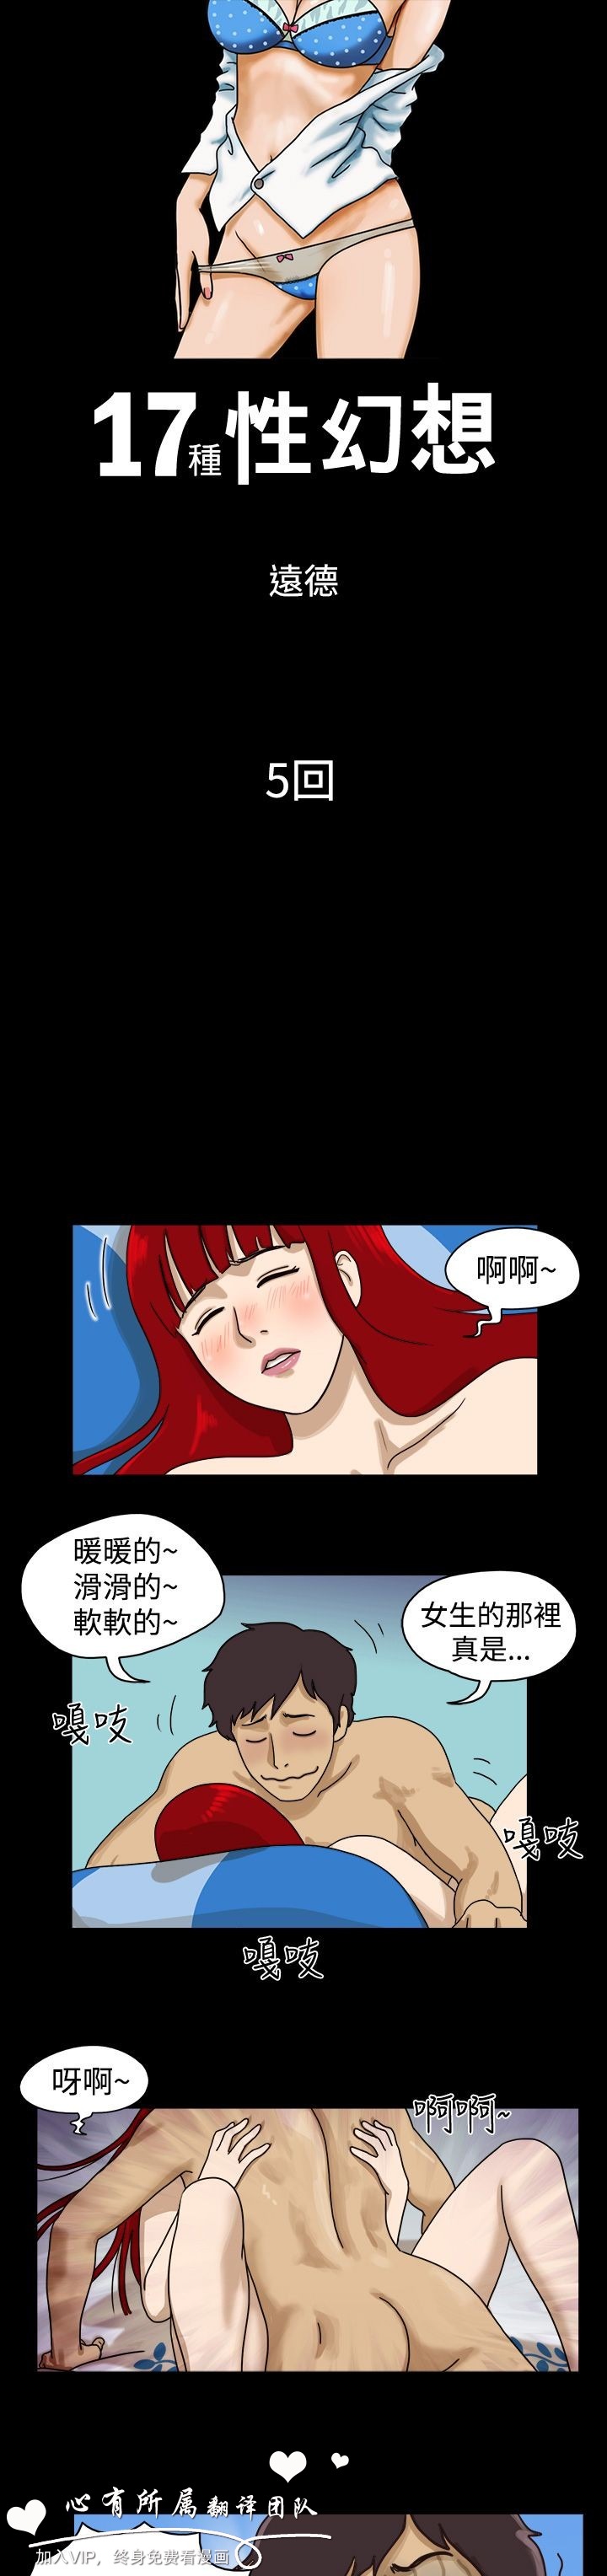 17種性幻想
遠德
5回
啊啊~
暖暖的~
滑滑的~
軟軟的~
女生的那裡
真是...
嘎吱
嘎吱
嘎吱
呀啊~
啊啊~
心有所属翻译团队
加入VIP，终身免费看漫画